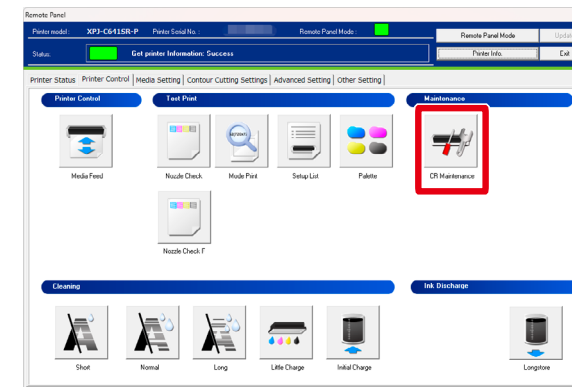 Remote Panel
Printer model : XPJ-C641SR-P Printer Serial No. : Remote Panel Mode :
Remote Panel Mode Update
Status: Get printer Information: Success
Printer Info. Exit
Printer Status Printer Control Media Setting Contour Cutting Settings Advanced Setting Other Setting
Printer Control Test Print Maintenance
Media Feed Nozzle Check Mode Print Setup List Palette CR Maintenance
Nozzle Check F
Cleaning Ink Discharge
Short Normal Long Little Charge Initial Charge Longstore